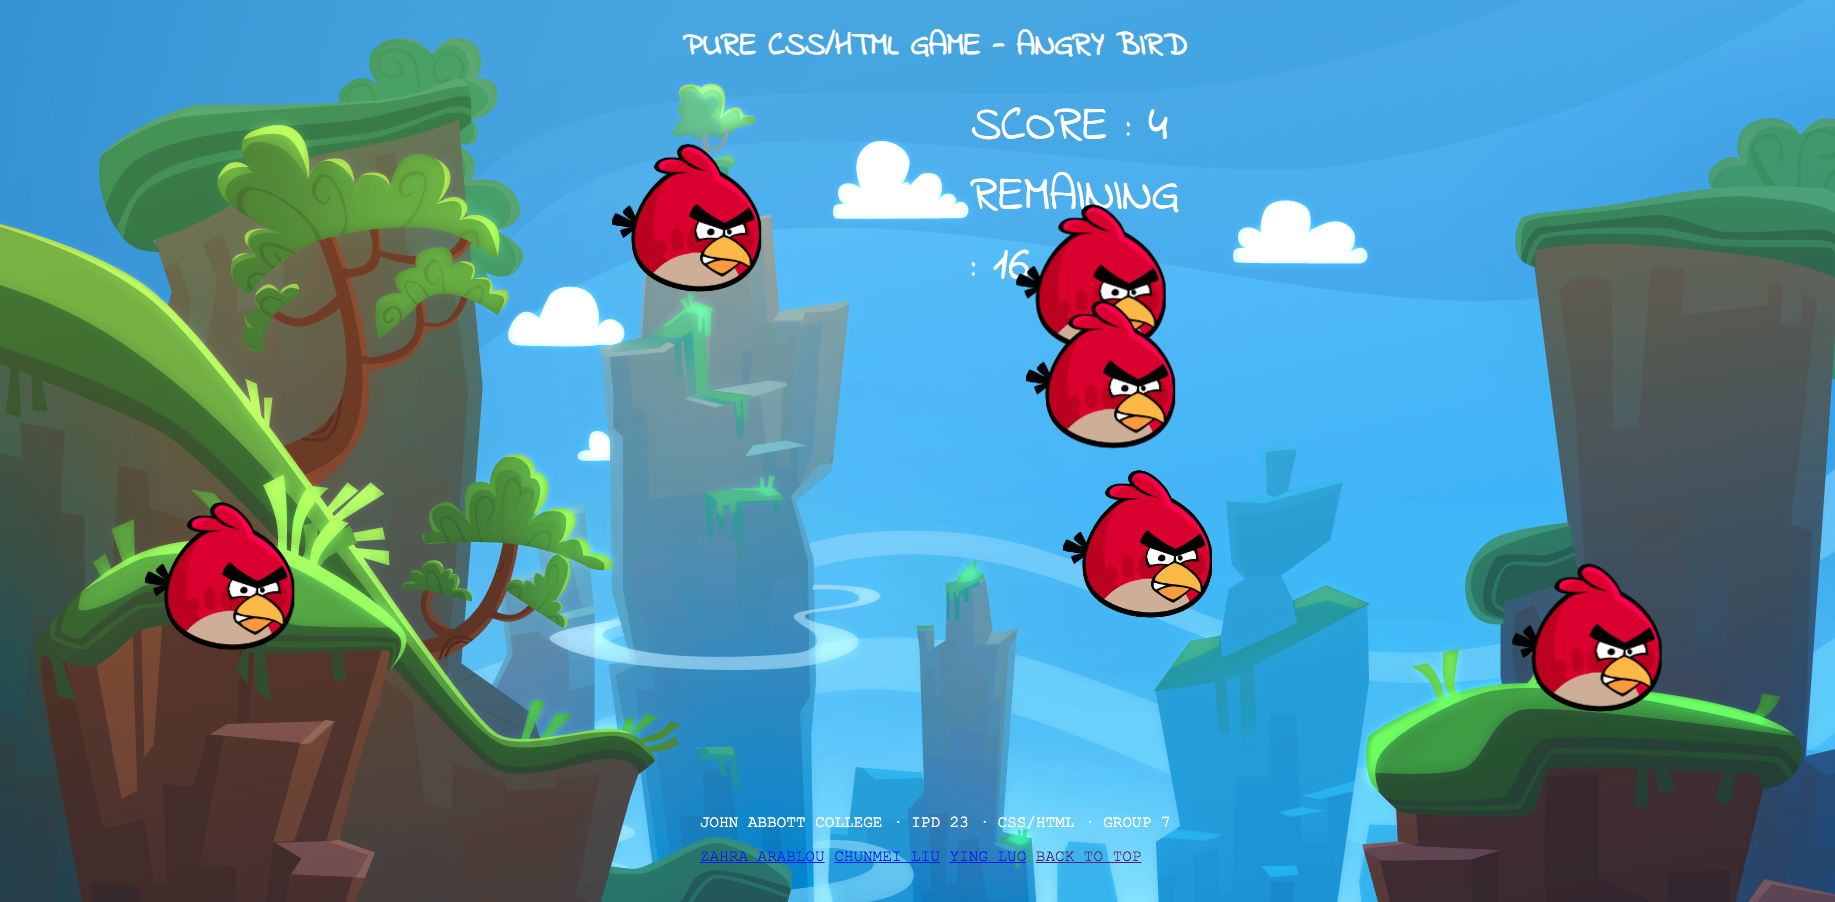 PURE CSS/HTML GAME - ANGRY BIRD
SCORE : 4
REMAINING
: 16
JOHN ABBOTT COLLEGE · IPD 23 · CSS/HTML · GROUP 7
ZAHRA ARABLOU CHUNMEI LIU YING LUO BACK TO TOP